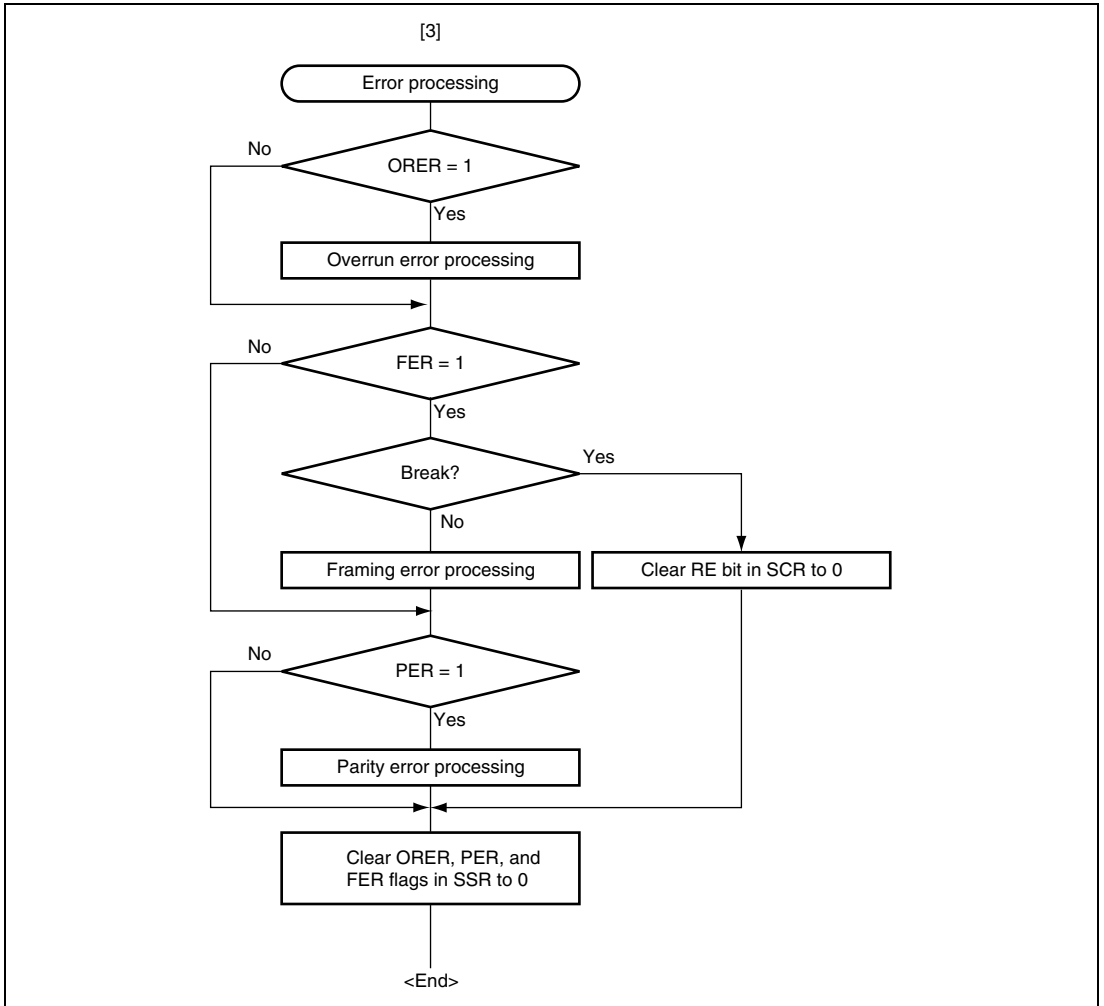 [3]
Error processing
No
ORER = 1
Yes
Overrun error processing
No
FER = 1
Yes
Break?
Yes
No
Framing error processing
Clear RE bit in SCR to 0
No
PER = 1
Yes
Parity error processing
Clear ORER, PER, and
FER flags in SSR to 0
<End>